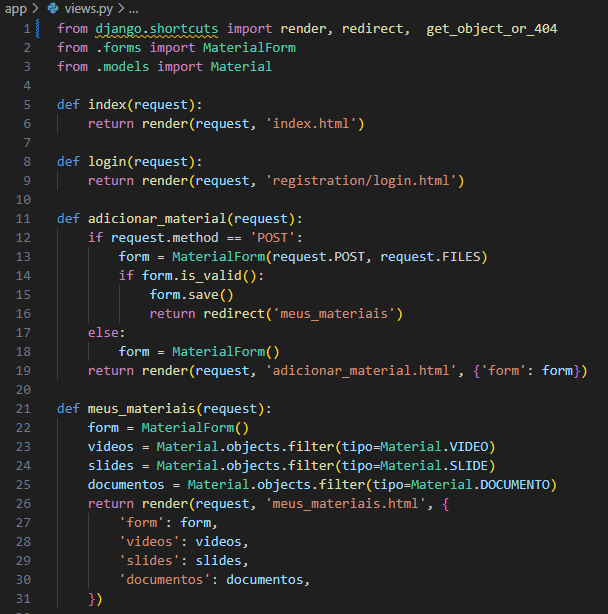 app > views.py > ...
1 from django.shortcuts import render, redirect,  get_object_or_404
2 from .forms import MaterialForm
3 from .models import Material
4
5 def index(request):
6     return render(request, 'index.html')
7
8 def login(request):
9     return render(request, 'registration/login.html')
10
11 def adicionar_material(request):
12     if request.method == 'POST':
13         form = MaterialForm(request.POST, request.FILES)
14         if form.is_valid():
15             form.save()
16             return redirect('meus_materiais')
17     else:
18         form = MaterialForm()
19     return render(request, 'adicionar_material.html', {'form': form})
20
21 def meus_materiais(request):
22     form = MaterialForm()
23     videos = Material.objects.filter(tipo=Material.VIDEO)
24     slides = Material.objects.filter(tipo=Material.SLIDE)
25     documentos = Material.objects.filter(tipo=Material.DOCUMENTO)
26     return render(request, 'meus_materiais.html', {
27         'form': form,
28         'videos': videos,
29         'slides': slides,
30         'documentos': documentos,
31     })